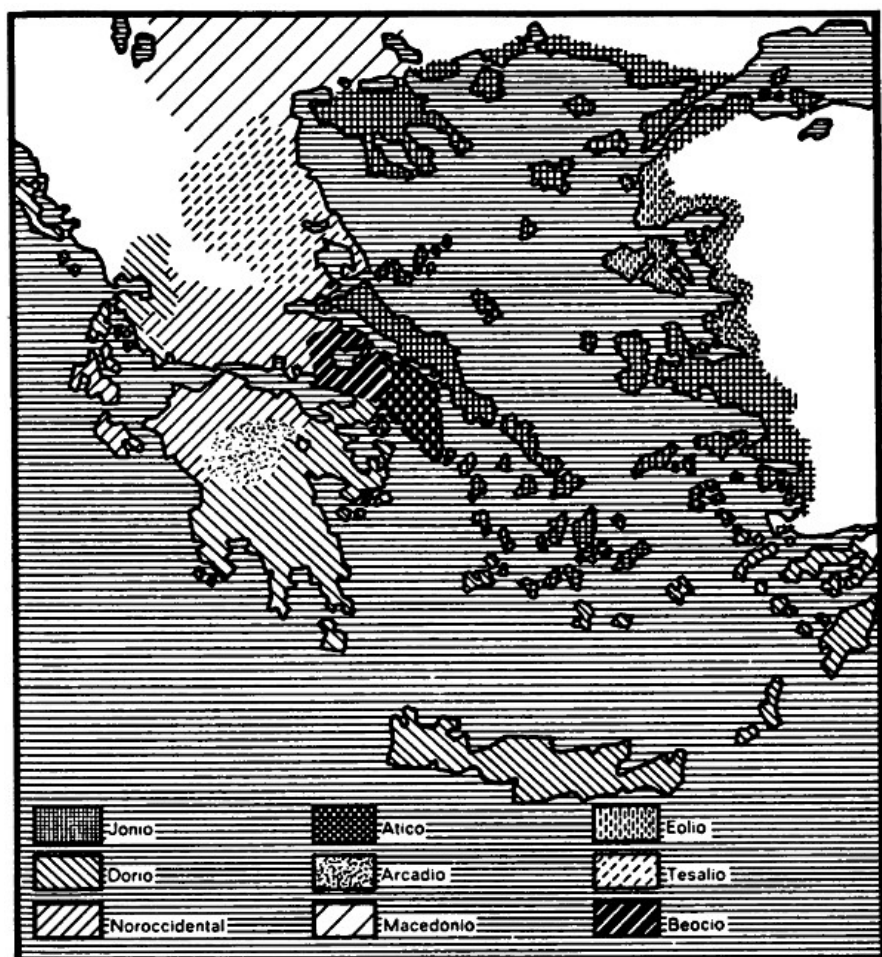 Jonio
Atico
Eolio
Dorio
Arcadio
Tesalio
Noroccidental
Macedonio
Beocio